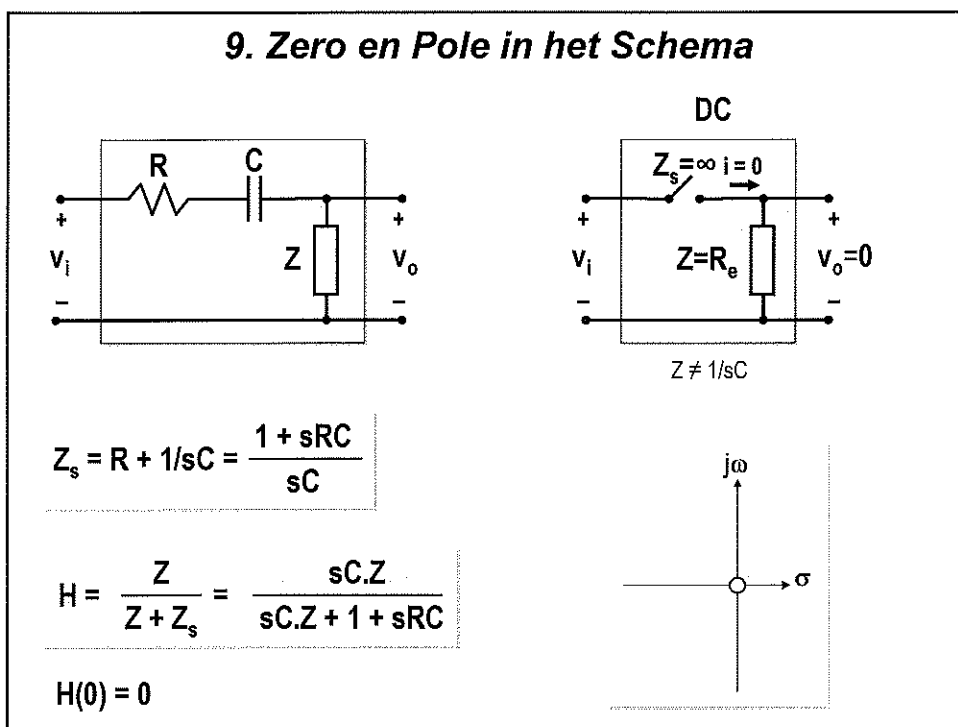 9. Zero en Pole in het Schema
DC
R C
+ +
v_i Z v_o
– –
Z_s=∞ i = 0
+ +
v_i Z=R_e v_o=0
– –
Z ≠ 1/sC
Z_s = R + 1/sC = (1 + sRC) / sC
H = Z / (Z + Z_s) = sC.Z / (sC.Z + 1 + sRC)
H(0) = 0
jω
σ